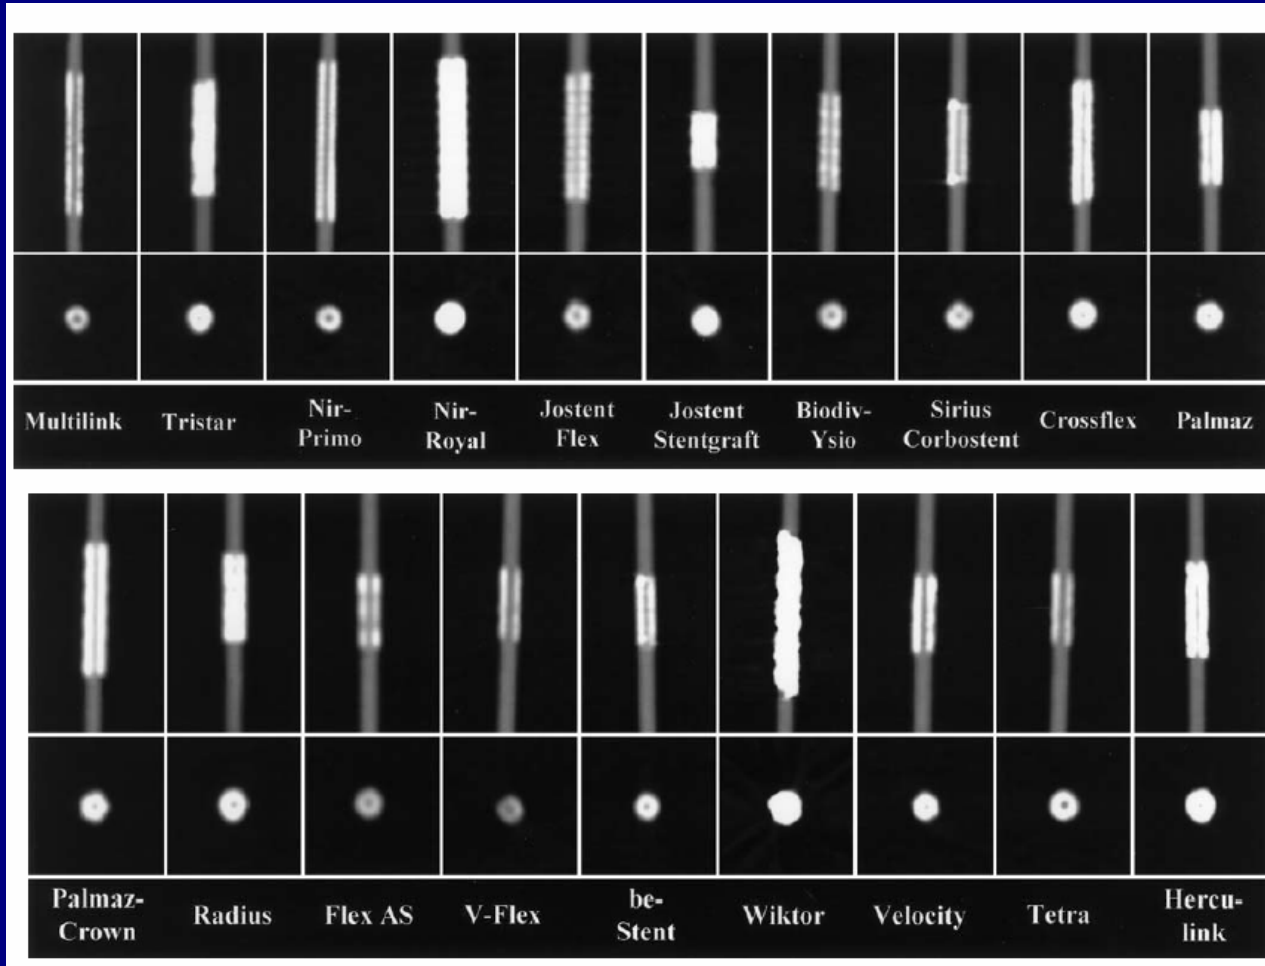 Multilink
Tristar
Nir-
Primo
Nir-
Royal
Jostent
Flex
Jostent
Stentgraft
Biodiv-
Ysio
Sirius
Corbostent
Crossflex
Palmaz
Palmaz-
Crown
Radius
Flex AS
V-Flex
be-
Stent
Wiktor
Velocity
Tetra
Hercu-
link